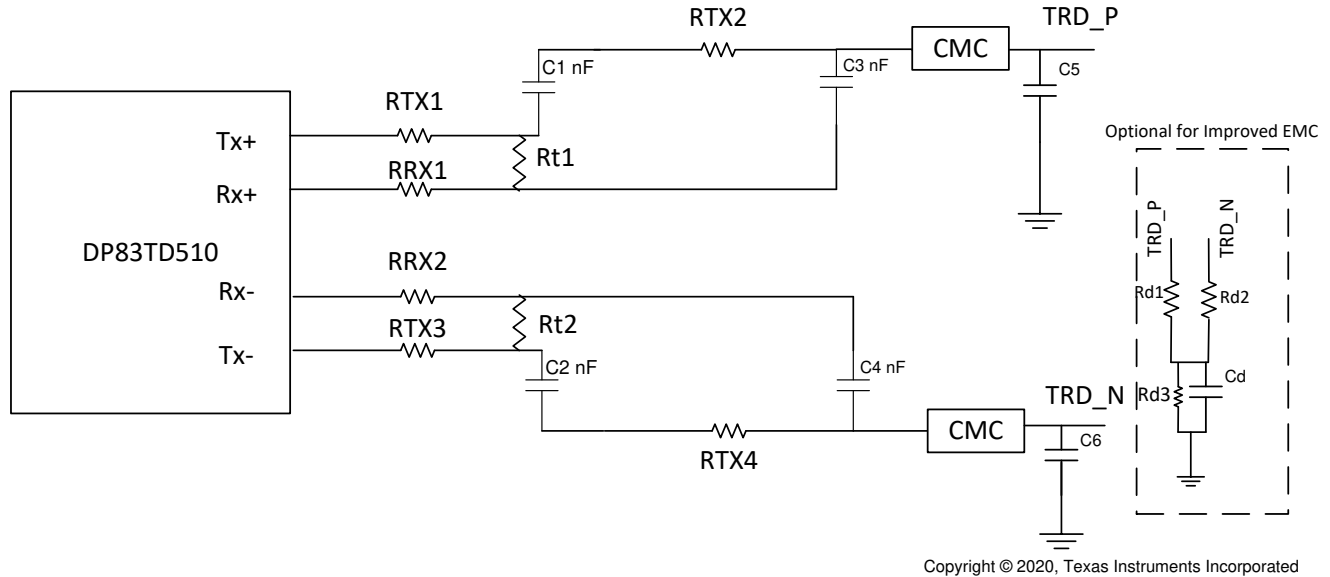 RTX2
TRD_P
CMC
C1 nF
C3 nF
C5
RTX1
Tx+
Rt1
RRX1
Rx+
DP83TD510
RRX2
Rx-
Rt2
RTX3
Tx-
C2 nF
C4 nF
RTX4
TRD_N
CMC
C6
Optional for Improved EMC
TRD_P
TRD_N
Rd1
Rd2
Rd3
Cd
Copyright © 2020, Texas Instruments Incorporated